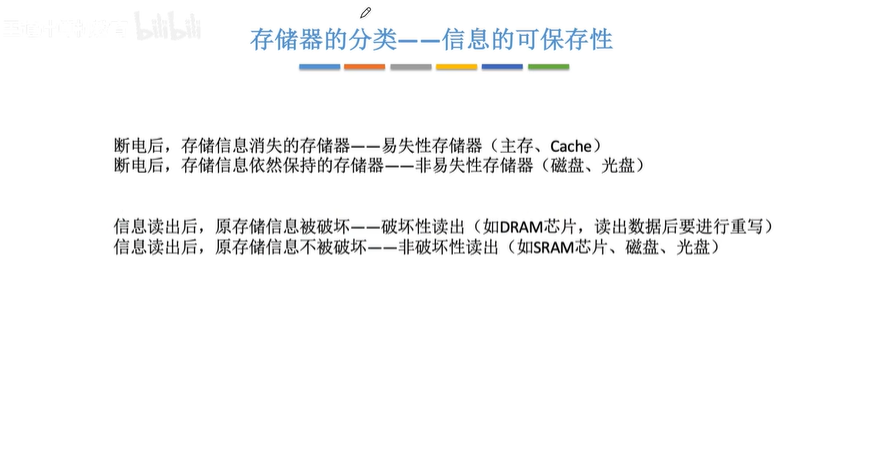 bilibili
存储器的分类——信息的可保存性
断电后，存储信息消失的存储器——易失性存储器（主存、Cache）
断电后，存储信息依然保持的存储器——非易失性存储器（磁盘、光盘）
信息读出后，原存储信息被破坏——破坏性读出（如DRAM芯片，读出数据后要进行重写）
信息读出后，原存储信息不被破坏——非破坏性读出（如SRAM芯片、磁盘、光盘）